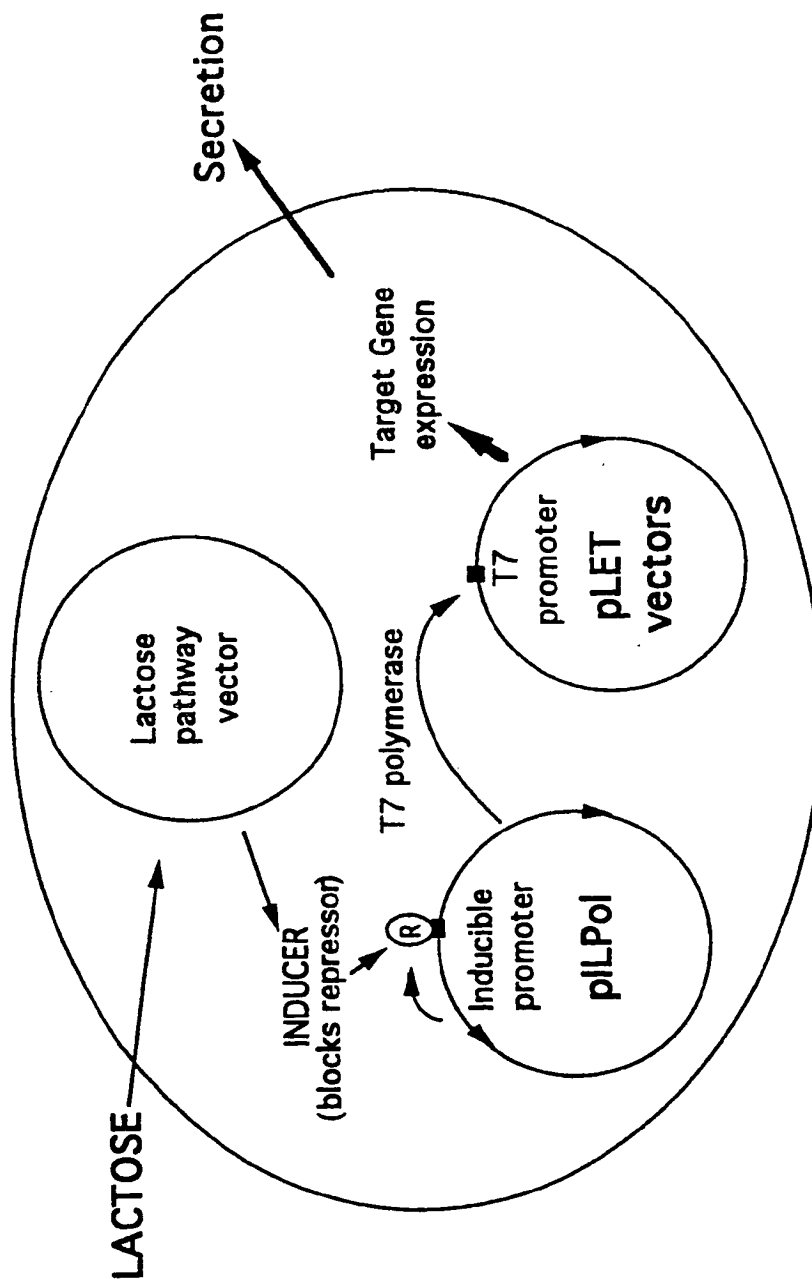 LACTOSE
Lactose
pathway
vector
INDUCER
(blocks repressor)
R
Inducible
promoter
pILPol
T7 polymerase
T7
promoter
pLET
vectors
Target Gene
expression
Secretion